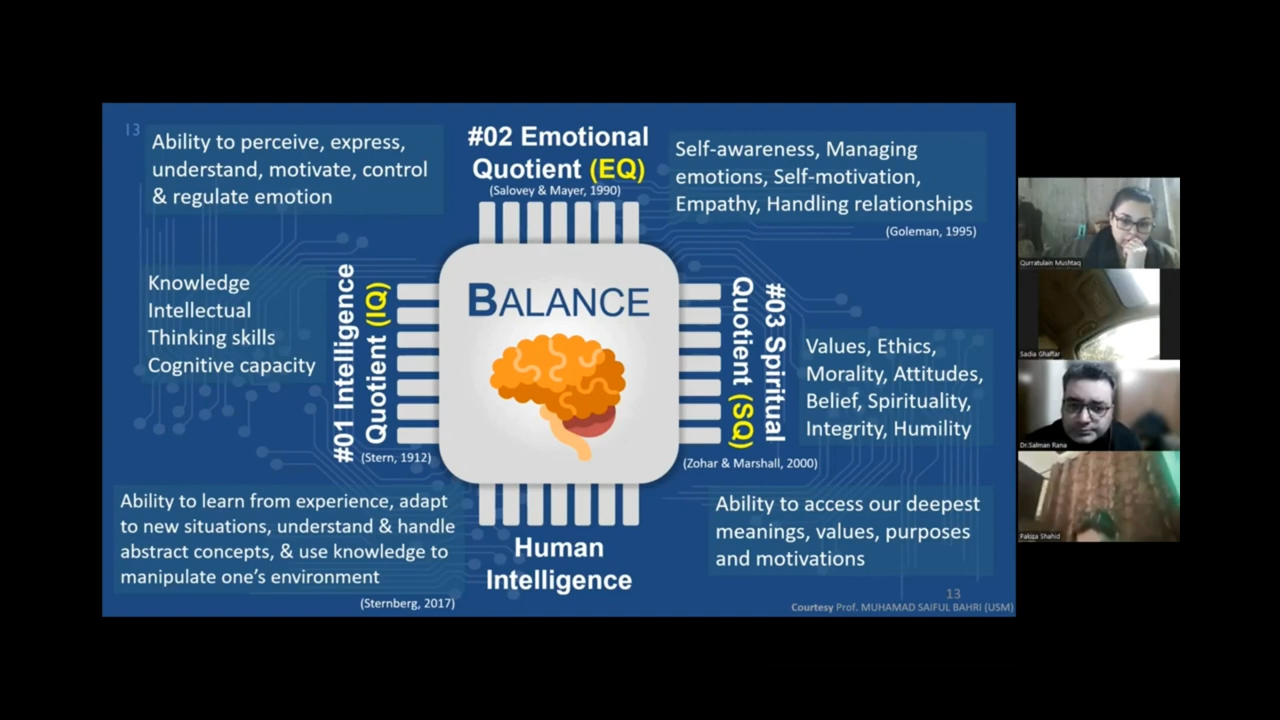 13
Ability to perceive, express,
understand, motivate, control
& regulate emotion
#02 Emotional
Quotient (EQ)
(Salovey & Mayer, 1990)
Self-awareness, Managing
emotions, Self-motivation,
Empathy, Handling relationships
(Goleman, 1995)
Knowledge
Intellectual
Thinking skills
Cognitive capacity
#01 Intelligence
Quotient (IQ)
(Stern, 1912)
BALANCE
#03 Spiritual
Quotient (SQ)
(Zohar & Marshall, 2000)
Values, Ethics,
Morality, Attitudes,
Belief, Spirituality,
Integrity, Humility
Ability to learn from experience, adapt
to new situations, understand & handle
abstract concepts, & use knowledge to
manipulate one’s environment
(Sternberg, 2017)
Human
Intelligence
Ability to access our deepest
meanings, values, purposes
and motivations
13
Courtesy Prof. MUHAMAD SAIFUL BAHRI (USM)
Qurratulain Mushtaq
Sadia Ghaffar
Dr.Salman Rana
Pakiza Shahid